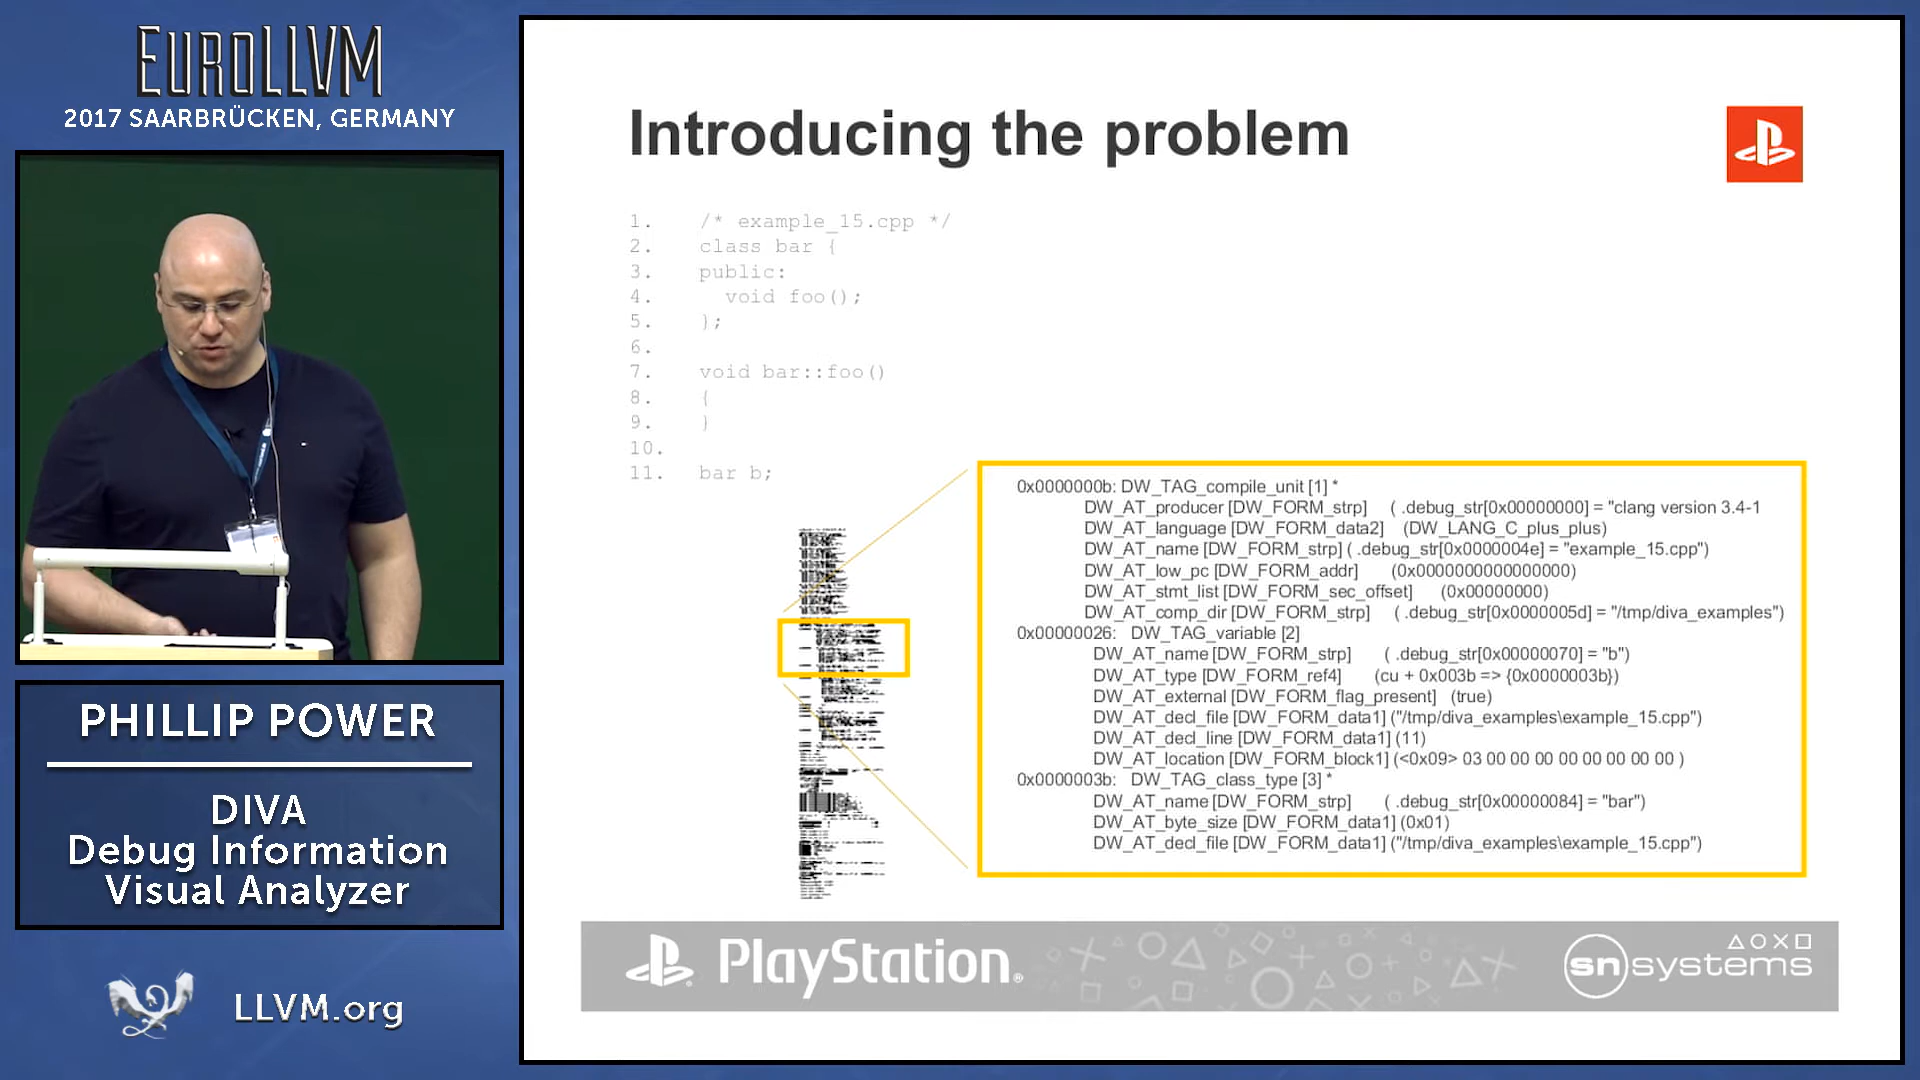 EUROLLVM
2017 SAARBRÜCKEN, GERMANY
PHILLIP POWER
DIVA
Debug Information
Visual Analyzer
LLVM.org
Introducing the problem
1. /* example_15.cpp */
2. class bar {
3. public:
4. void foo();
5. };
6.
7. void bar::foo()
8. {
9. }
10.
11. bar b;
0x0000000b: DW_TAG_compile_unit [1] *
DW_AT_producer [DW_FORM_strp] ( .debug_str[0x00000000] = "clang version 3.4-1
DW_AT_language [DW_FORM_data2] (DW_LANG_C_plus_plus)
DW_AT_name [DW_FORM_strp] ( .debug_str[0x0000004e] = "example_15.cpp")
DW_AT_low_pc [DW_FORM_addr] (0x0000000000000000)
DW_AT_stmt_list [DW_FORM_sec_offset] (0x00000000)
DW_AT_comp_dir [DW_FORM_strp] ( .debug_str[0x0000005d] = "/tmp/diva_examples")
0x00000026: DW_TAG_variable [2]
DW_AT_name [DW_FORM_strp] ( .debug_str[0x00000070] = "b")
DW_AT_type [DW_FORM_ref4] (cu + 0x003b => {0x0000003b})
DW_AT_external [DW_FORM_flag_present] (true)
DW_AT_decl_file [DW_FORM_data1] ("/tmp/diva_examples\example_15.cpp")
DW_AT_decl_line [DW_FORM_data1] (11)
DW_AT_location [DW_FORM_block1] (<0x09> 03 00 00 00 00 00 00 00 00 )
0x0000003b: DW_TAG_class_type [3] *
DW_AT_name [DW_FORM_strp] ( .debug_str[0x00000084] = "bar")
DW_AT_byte_size [DW_FORM_data1] (0x01)
DW_AT_decl_file [DW_FORM_data1] ("/tmp/diva_examples\example_15.cpp")
PlayStation®
sn systems